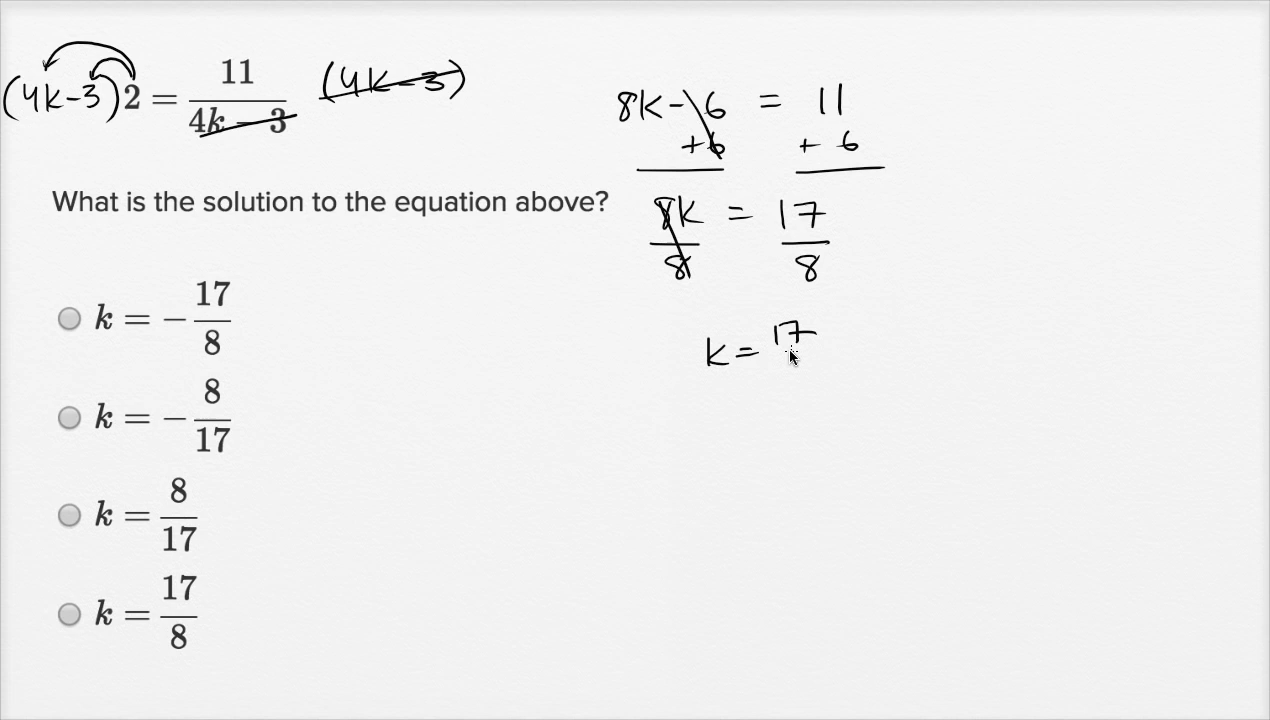 (4k-3)2 = 11/(4k - 3) (4k-3)
What is the solution to the equation above?
k = - 17/8
k = - 8/17
k = 8/17
k = 17/8
8k - 6 = 11
+6 + 6
8k = 17
8 8
k = 17